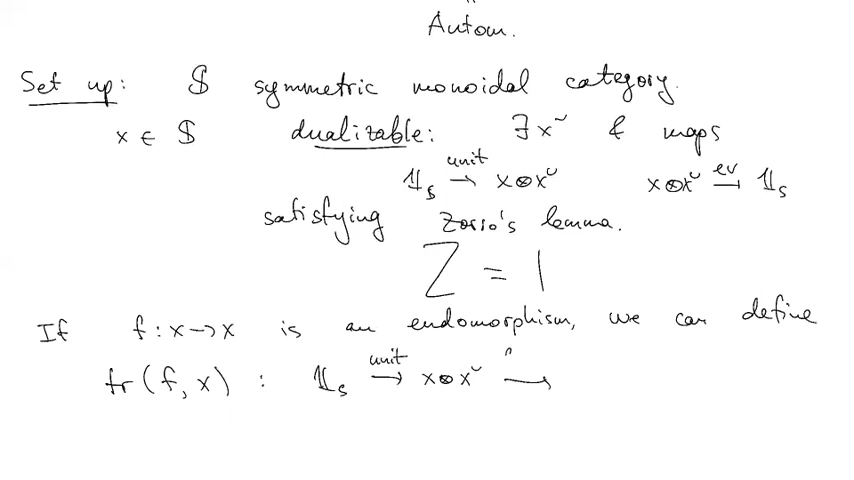 Autom.
Set up: $ symmetric monoidal category.
x ∈ $ dualizable: ∃ x^∨ & maps
𝟙_S →^{unit} x⊗x^∨ x⊗x^∨ →^{ev} 𝟙_S
satisfying Zorro's lemma.
Z = |
If f: x → x is an endomorphism, we can define
tr(f, x) : 𝟙_S →^{unit} x⊗x^∨ →